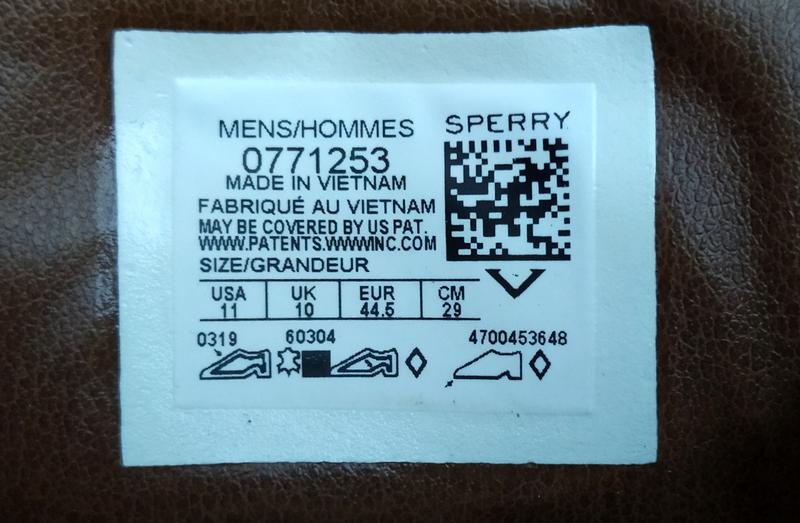 MENS/HOMMES
SPERRY
0771253
MADE IN VIETNAM
FABRIQUÉ AU VIETNAM
MAY BE COVERED BY US PAT.
WWW.PATENTS.WWWINC.COM
SIZE/GRANDEUR
USA UK EUR CM
11 10 44.5 29
0319 60304 4700453648